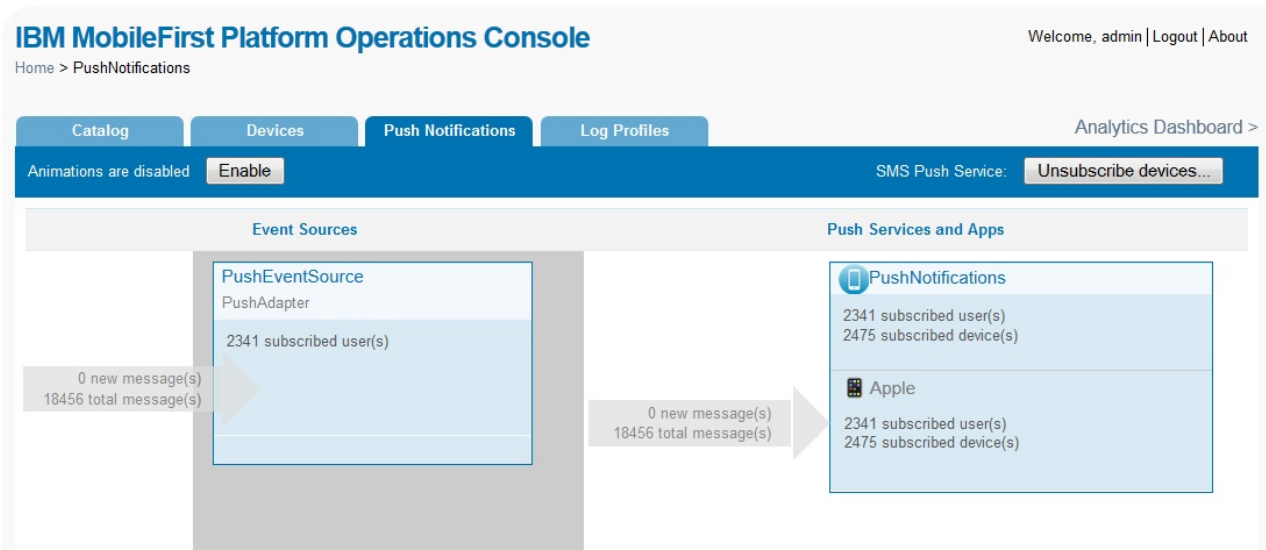 IBM MobileFirst Platform Operations Console
Welcome, admin | Logout | About
Home > PushNotifications
Catalog
Devices
Push Notifications
Log Profiles
Analytics Dashboard >
Animations are disabled
Enable
SMS Push Service:
Unsubscribe devices...
Event Sources
Push Services and Apps
PushEventSource
PushAdapter
2341 subscribed user(s)
0 new message(s)
18456 total message(s)
0 new message(s)
18456 total message(s)
PushNotifications
2341 subscribed user(s)
2475 subscribed device(s)
Apple
2341 subscribed user(s)
2475 subscribed device(s)